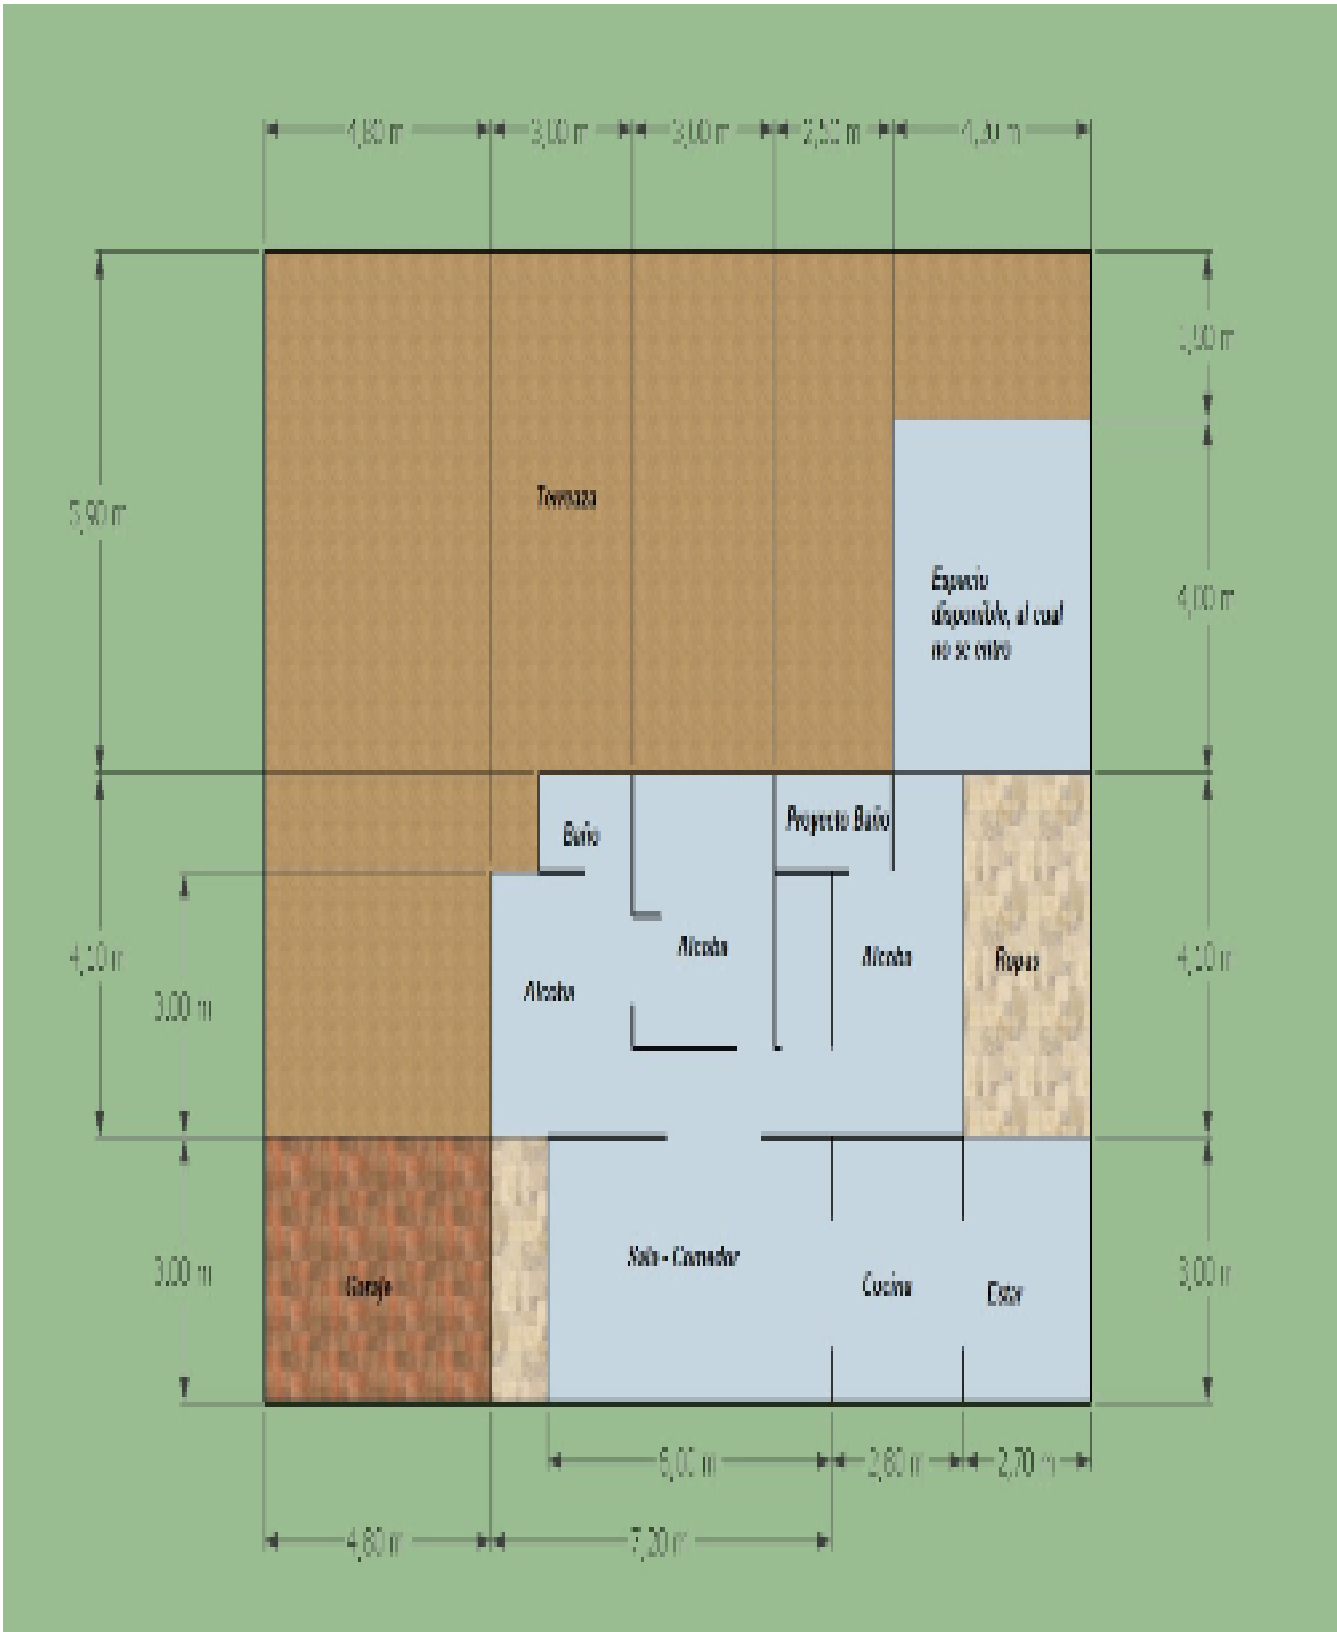 4,80 m 3,00 m 3,00 m 2,50 m 4,20 m
1,90 m
5,90 m
Terraza
4,00 m
Espacio
disponible, al cual
no se entro
Baño
Proyecto Baño
4,10 m
3,00 m
Alcoba
Alcoba
Alcoba
Ropas
4,10 m
3,00 m
Garaje
Sala - Comedor
Cocina
Estar
3,00 m
6,00 m 2,80 m 2,70 m
4,80 m 7,20 m